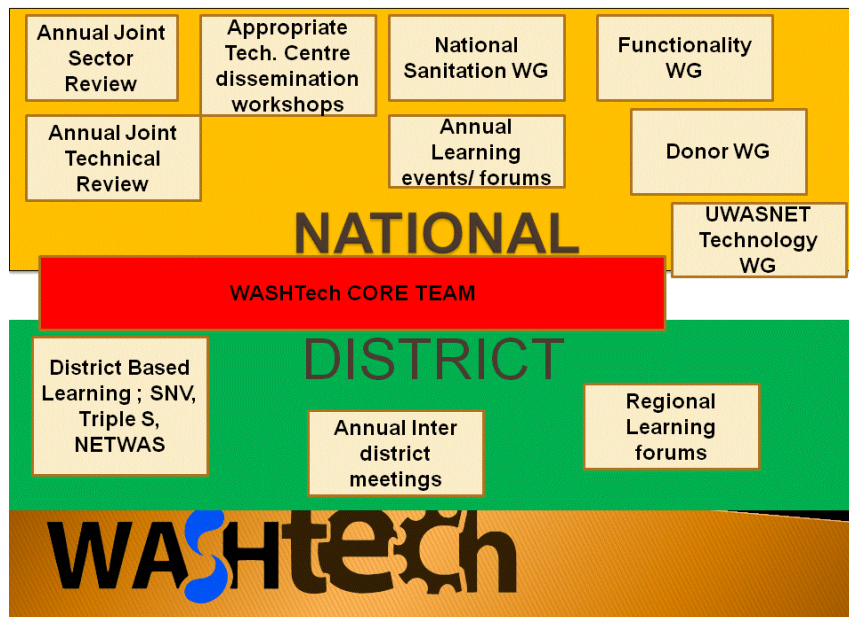 Annual Joint
Sector
Review
Appropriate
Tech. Centre
dissemination
workshops
National
Sanitation WG
Functionality
WG
Annual Joint
Technical
Review
Annual
Learning
events/ forums
Donor WG
UWASNET
Technology
WG
NATIONAL
WASHTech CORE TEAM
DISTRICT
District Based
Learning ; SNV,
Triple S,
NETWAS
Annual Inter
district
meetings
Regional
Learning
forums
WASHtech